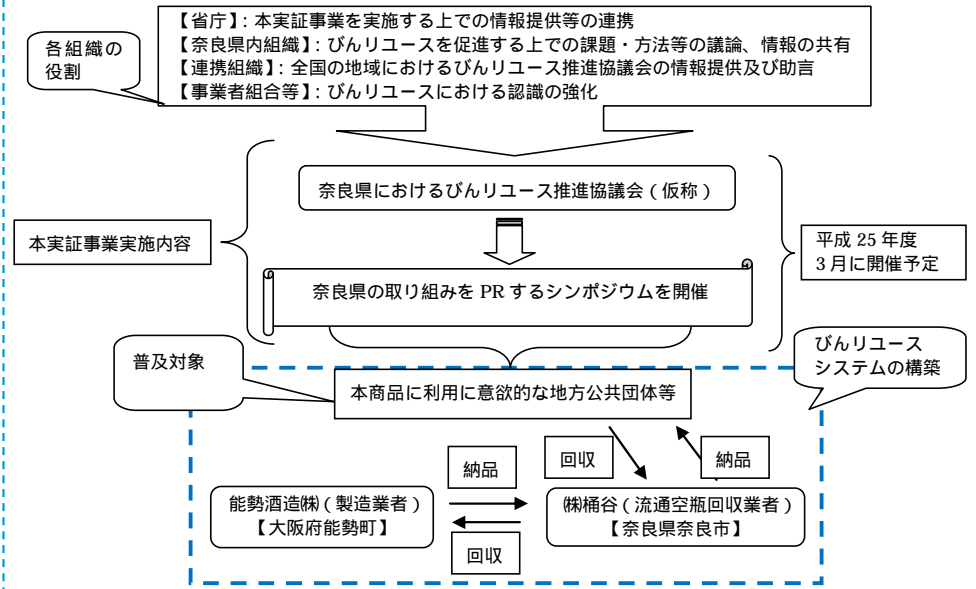 【省庁】：本実証事業を実施する上での情報提供等の連携
【奈良県内組織】：びんリユースを促進する上での課題・方法等の議論、情報の共有
【連携組織】：全国の地域におけるびんリユース推進協議会の情報提供及び助言
【事業者組合等】：びんリユースにおける認識の強化
各組織の
役割
奈良県におけるびんリユース推進協議会（仮称）
本実証事業実施内容
平成 25 年度
3 月に開催予定
奈良県の取り組みを PR するシンポジウムを開催
普及対象
びんリユース
システムの構築
本商品に利用に意欲的な地方公共団体等
納品
回収
納品
能勢酒造㈱（製造業者）
【大阪府能勢町】
㈱桶谷（流通空瓶回収業者）
【奈良県奈良市】
回収